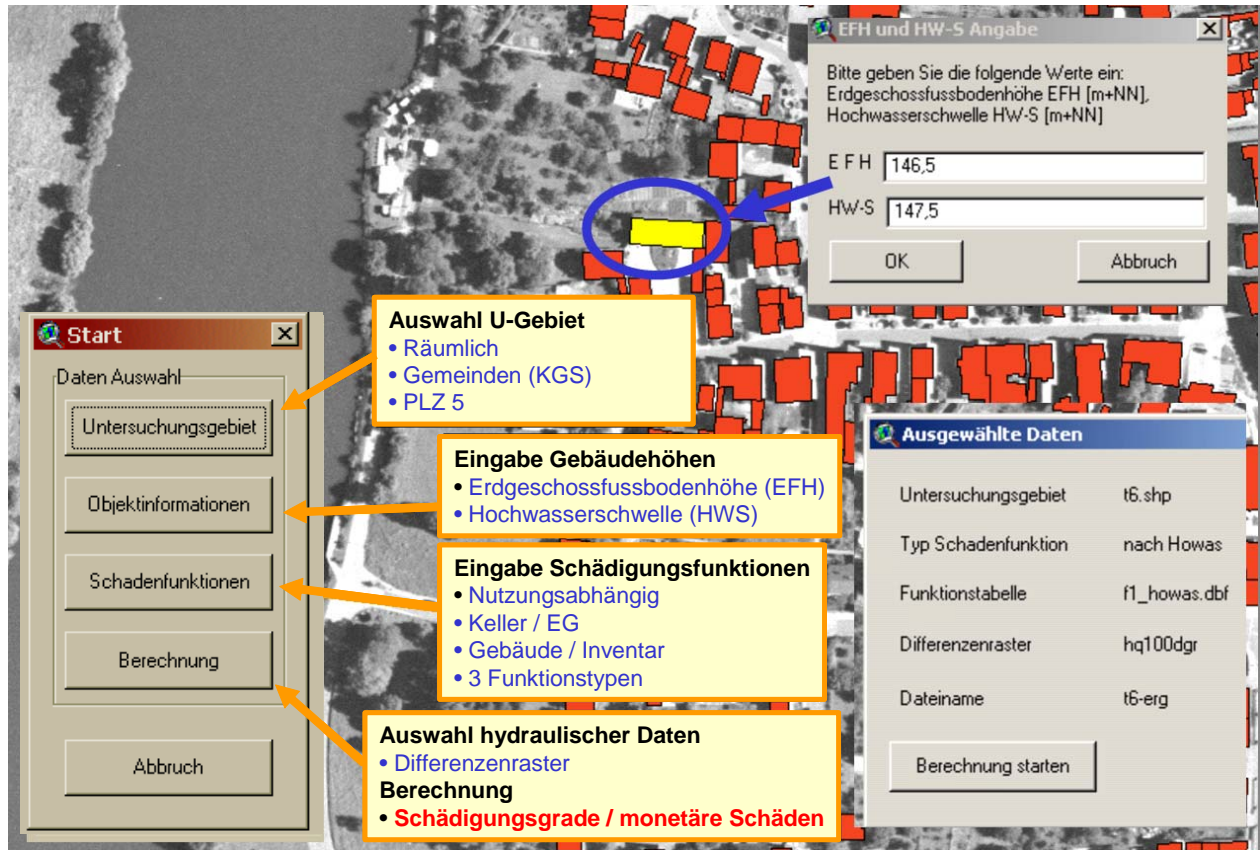 EFH und HW-S Angabe
Bitte geben Sie die folgende Werte ein:
Erdgeschossfussbodenhöhe EFH [m+NN],
Hochwasserschwelle HW-S [m+NN]
E F H 146,5
HW-S 147,5
OK Abbruch
Start
Daten Auswahl
Untersuchungsgebiet
Objektinformationen
Schadenfunktionen
Berechnung
Abbruch
Auswahl U-Gebiet
• Räumlich
• Gemeinden (KGS)
• PLZ 5
Eingabe Gebäudehöhen
• Erdgeschossfussbodenhöhe (EFH)
• Hochwasserschwelle (HWS)
Eingabe Schädigungsfunktionen
• Nutzungsabhängig
• Keller / EG
• Gebäude / Inventar
• 3 Funktionstypen
Auswahl hydraulischer Daten
• Differenzenraster
Berechnung
• Schädigungsgrade / monetäre Schäden
Ausgewählte Daten
Untersuchungsgebiet t6.shp
Typ Schadenfunktion nach Howas
Funktionstabelle f1_howas.dbf
Differenzenraster hq100dgr
Dateiname t6-erg
Berechnung starten